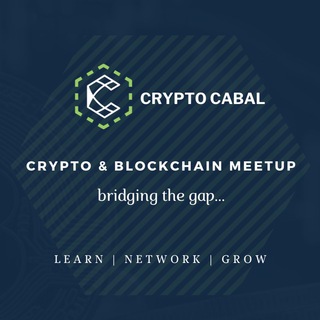 CRYPTO CABAL
CRYPTO & BLOCKCHAIN MEETUP
bridging the gap...
LEARN | NETWORK | GROW